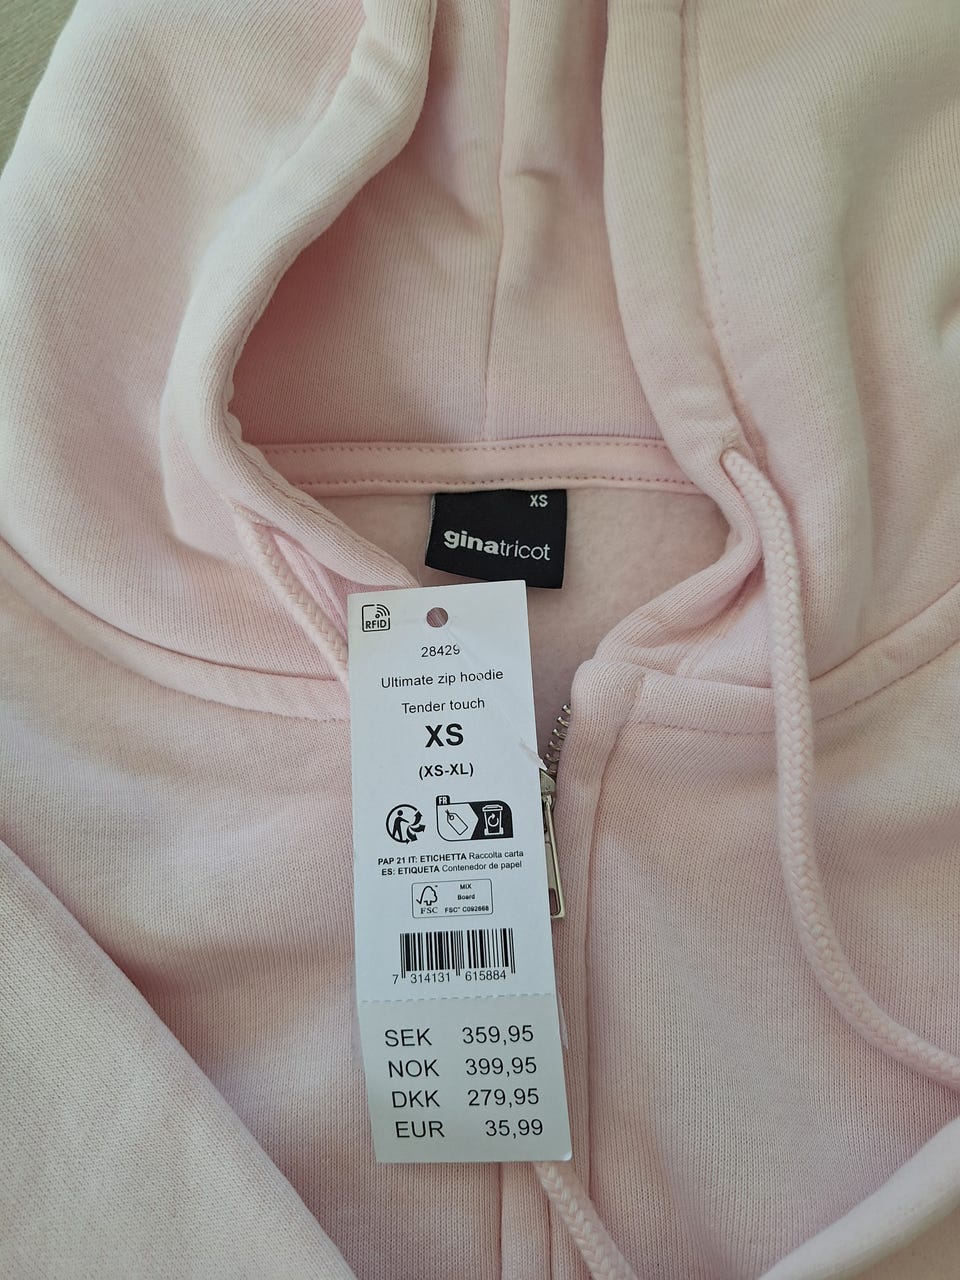 XS
ginatricot
RFID
28429
Ultimate zip hoodie
Tender touch
XS
(XS-XL)
FR
PAP 21 IT: ETICHETTA Raccolta carta
ES: ETIQUETA Contenedor de papel
MIX
Board
FSC
FSC® C092668
7 314131 615884
SEK 359,95
NOK 399,95
DKK 279,95
EUR 35,99